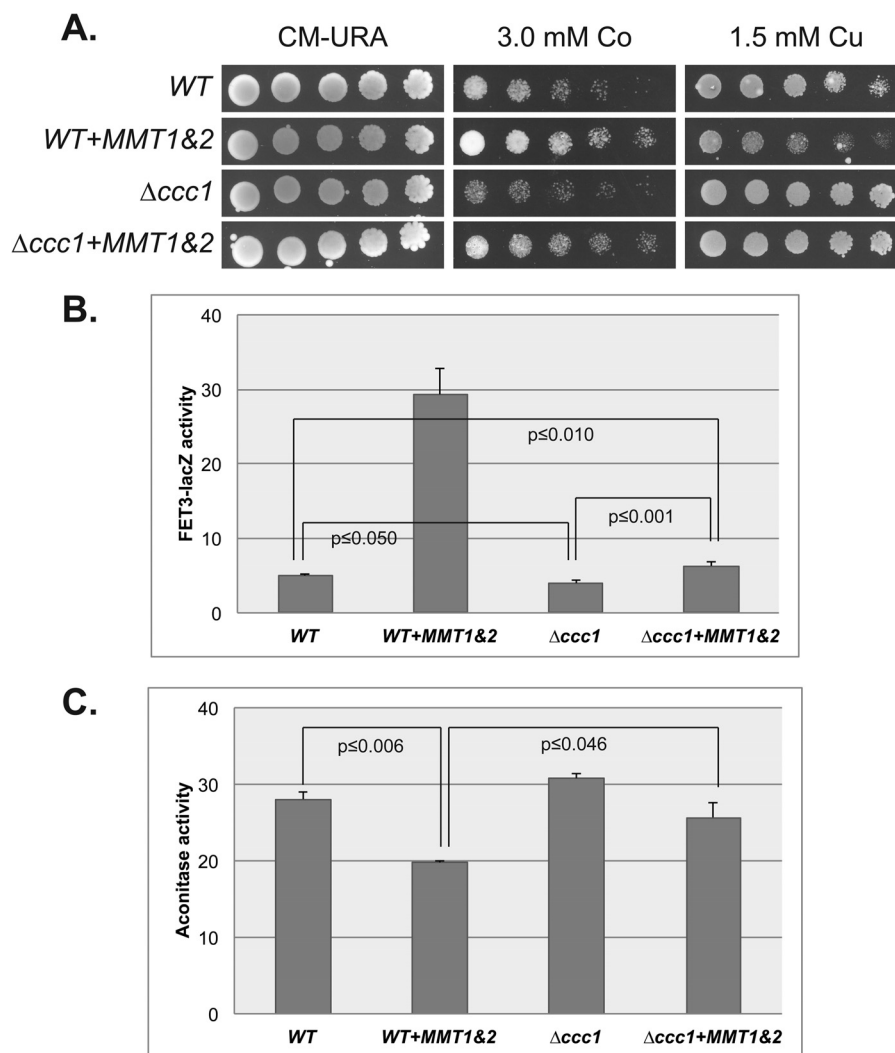 A.
CM-URA 3.0 mM Co 1.5 mM Cu
WT
WT+MMT1&2
Δccc1
Δccc1+MMT1&2
B.
FET3-lacZ activity
40
30
20
10
0
p≤0.010
p≤0.001
p≤0.050
WT WT+MMT1&2 Δccc1 Δccc1+MMT1&2
C.
Aconitase activity
40
30
20
10
0
p≤0.006 p≤0.046
WT WT+MMT1&2 Δccc1 Δccc1+MMT1&2